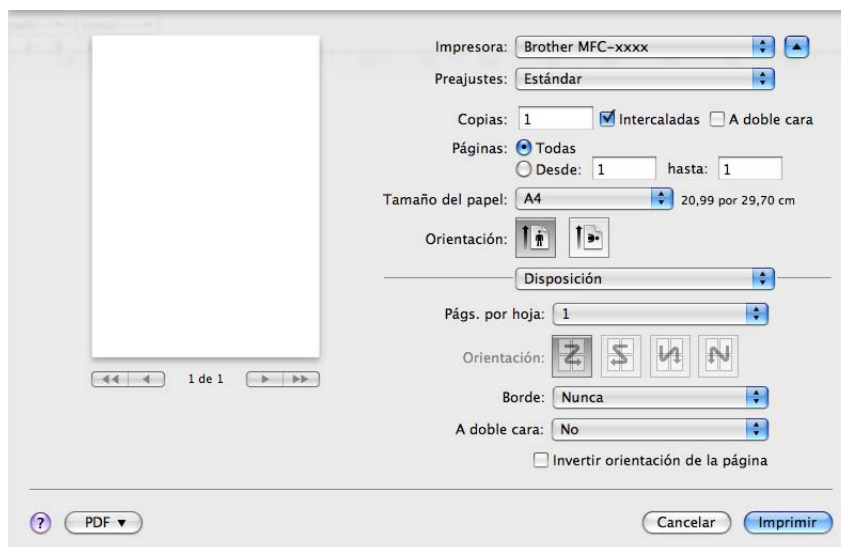 Impresora: Brother MFC-xxxx
Preajustes: Estándar
Copias: 1 Intercaladas A doble cara
Páginas: Todas
Desde: 1 hasta: 1
Tamaño del papel: A4 20,99 por 29,70 cm
Orientación:
Disposición
Págs. por hoja: 1
Orientación:
Borde: Nunca
A doble cara: No
Invertir orientación de la página
1 de 1
? PDF Cancelar Imprimir